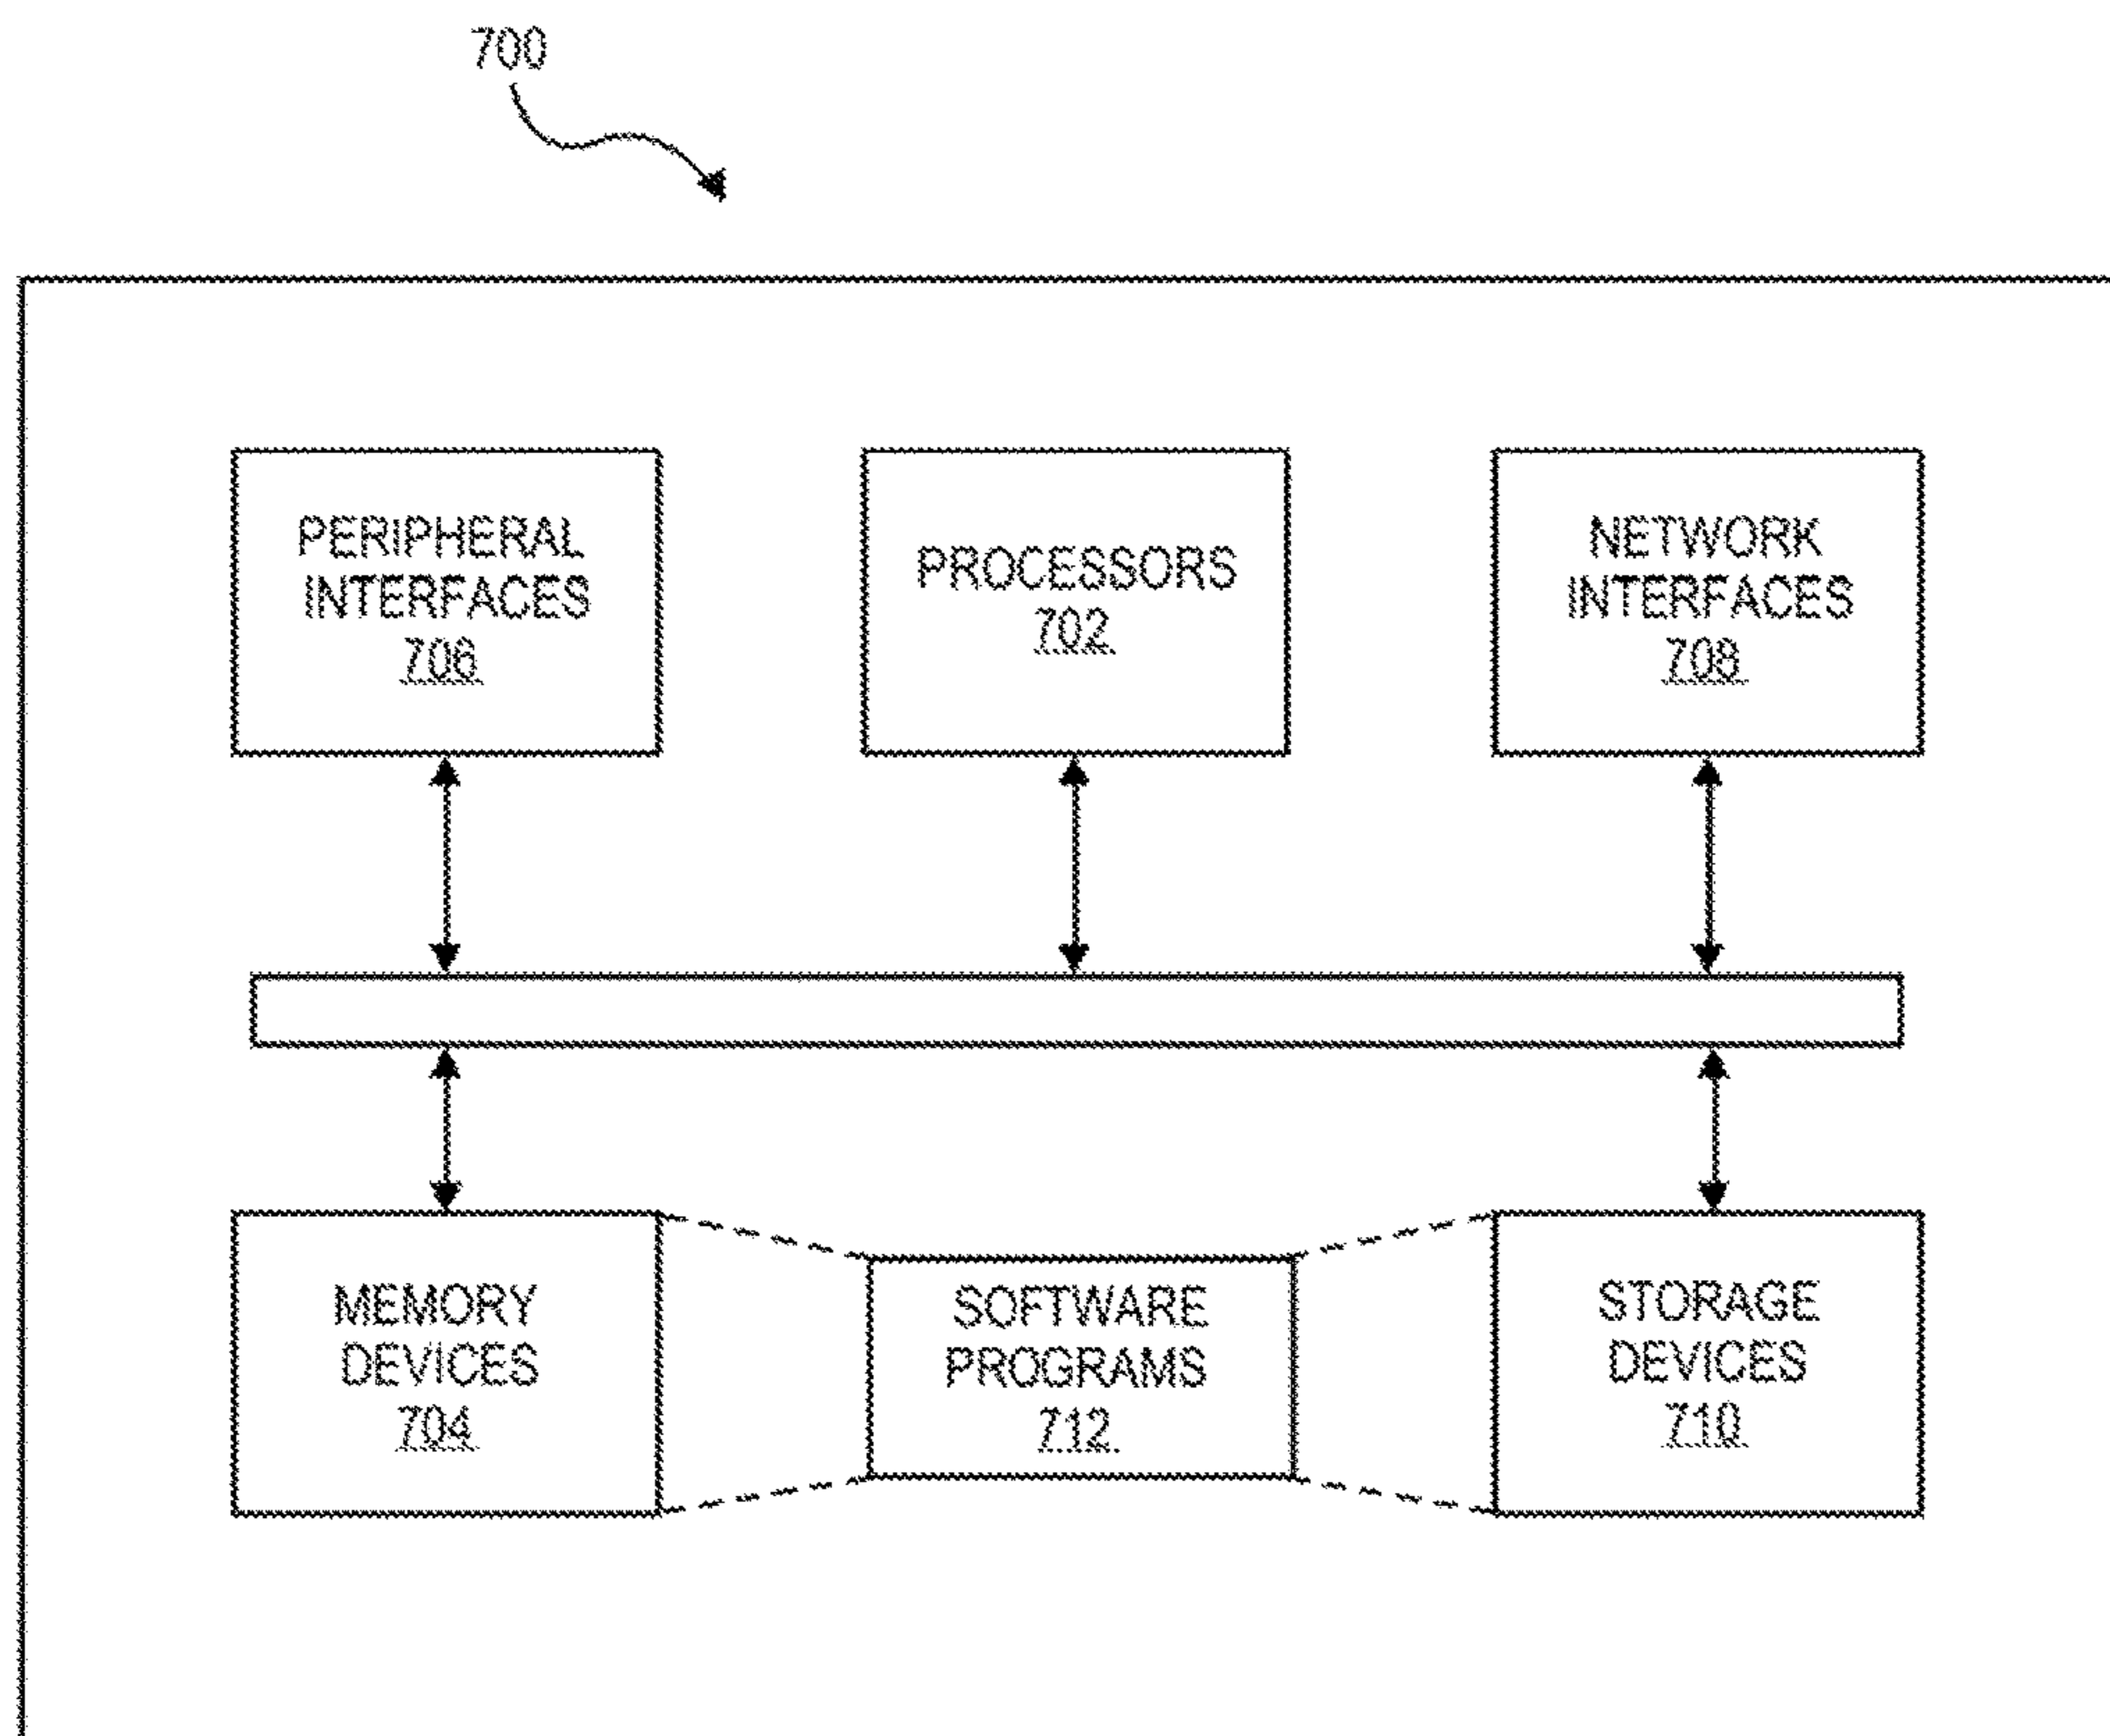 700
PERIPHERAL
INTERFACES
706
PROCESSORS
702
NETWORK
INTERFACES
708
MEMORY
DEVICES
704
SOFTWARE
PROGRAMS
712
STORAGE
DEVICES
710